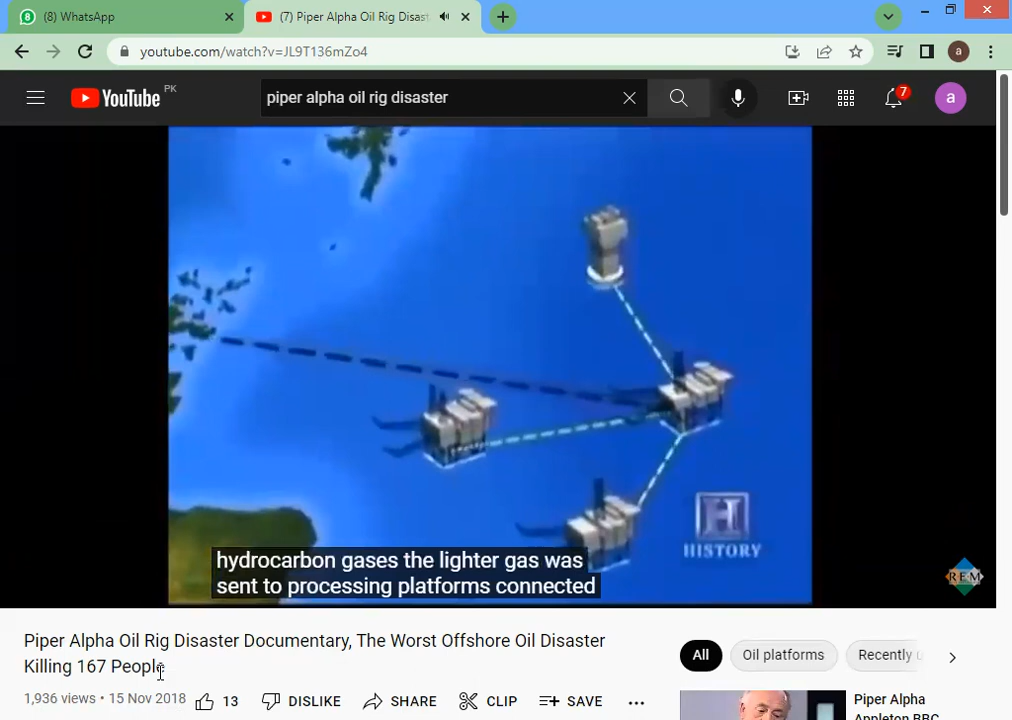 (8) WhatsApp
(7) Piper Alpha Oil Rig Disast
youtube.com/watch?v=JL9T136mZo4
a
YouTube PK
piper alpha oil rig disaster
7
a
H
HISTORY
hydrocarbon gases the lighter gas was
sent to processing platforms connected
REM
Piper Alpha Oil Rig Disaster Documentary, The Worst Offshore Oil Disaster
Killing 167 People
1,936 views • 15 Nov 2018
13
DISLIKE
SHARE
CLIP
SAVE
All
Oil platforms
Recently u
Piper Alpha
Appleton BBC